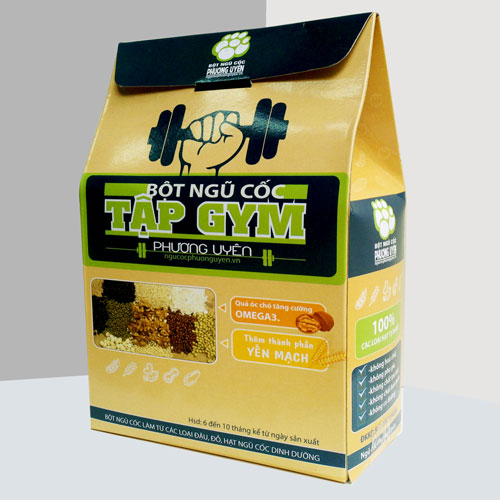 BỘT NGŨ CỐC
PHƯƠNG UYÊN
BỘT NGŨ CỐC
TẬP GYM
PHƯƠNG UYÊN
ngucocphuonguyen.vn
Quả óc chó tăng cường
OMEGA3.
Thêm thành phần
YẾN MẠCH
Hsd: 6 đến 10 tháng kể từ ngày sản xuất
BỘT NGŨ CỐC LÀM TỪ CÁC LOẠI ĐẬU, ĐỖ, HẠT NGŨ CỐC DINH DƯỠNG
BỘT NGŨ CỐC
PHƯƠNG UYÊN
100%